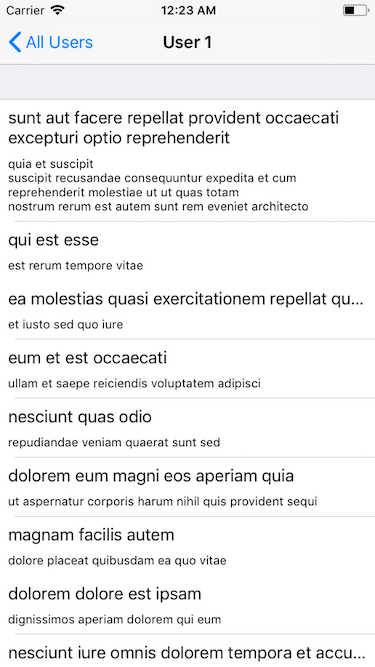 Carrier 12:23 AM
All Users User 1
sunt aut facere repellat provident occaecati
excepturi optio reprehenderit
quia et suscipit
suscipit recusandae consequuntur expedita et cum
reprehenderit molestiae ut ut quas totam
nostrum rerum est autem sunt rem eveniet architecto
qui est esse
est rerum tempore vitae
ea molestias quasi exercitationem repellat qu...
et iusto sed quo iure
eum et est occaecati
ullam et saepe reiciendis voluptatem adipisci
nesciunt quas odio
repudiandae veniam quaerat sunt sed
dolorem eum magni eos aperiam quia
ut aspernatur corporis harum nihil quis provident sequi
magnam facilis autem
dolore placeat quibusdam ea quo vitae
dolorem dolore est ipsam
dignissimos aperiam dolorem qui eum
nesciunt iure omnis dolorem tempora et accu...